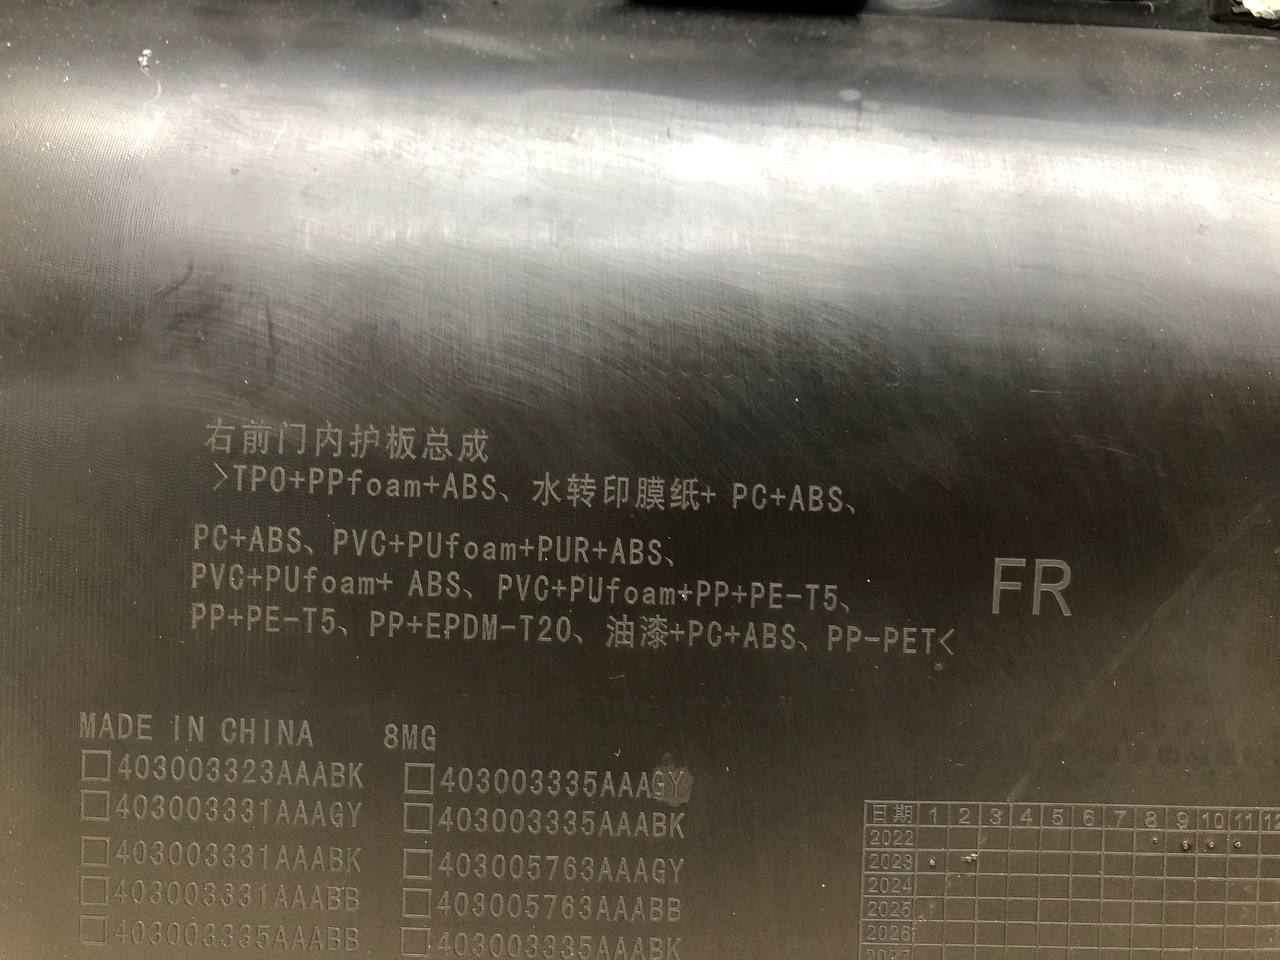 右前门内护板总成
>TPO+PPfoam+ABS、水转印膜纸+ PC+ABS、
PC+ABS、PVC+PUfoam+PUR+ABS、
PVC+PUfoam+ ABS、PVC+PUfoam+PP+PE-T5、
PP+PE-T5、PP+EPDM-T20、油漆+PC+ABS、PP-PET<
FR
MADE IN CHINA 8MG
403003323AAABK 403003335AAAGY
403003331AAAGY 403003335AAABK
403003331AAABK 403005763AAAGY
403003331AAABB 403005763AAABB
403003335AAABB 403003335AAABK
日期 1 2 3 4 5 6 7 8 9 10 11 12
2022
2023
2024
2025
2026
2027